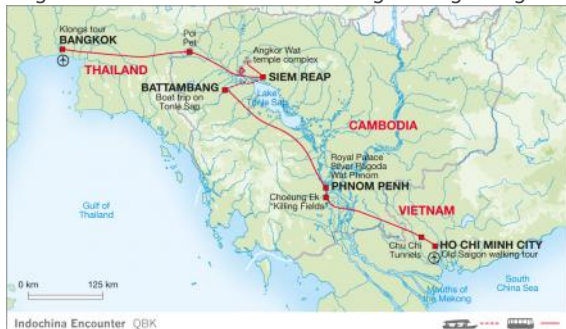 Klongs tour
BANGKOK
Poi
Pet
THAILAND
Angkor Wat
temple complex
SIEM REAP
BATTAMBANG
Boat trip on
Tonlé Sap
Lake
Tonle Sap
CAMBODIA
Royal Palace
Silver Pagoda
Wat Phnom
PHNOM PENH
Choeung Ek
"Killing Fields"
Gulf of
Thailand
VIETNAM
Chu Chi
Tunnels
HO CHI MINH CITY
Old Saigon walking tour
Mouths of
the Mekong
South
China Sea
0 km
125 km
Indochina Encounter QBK